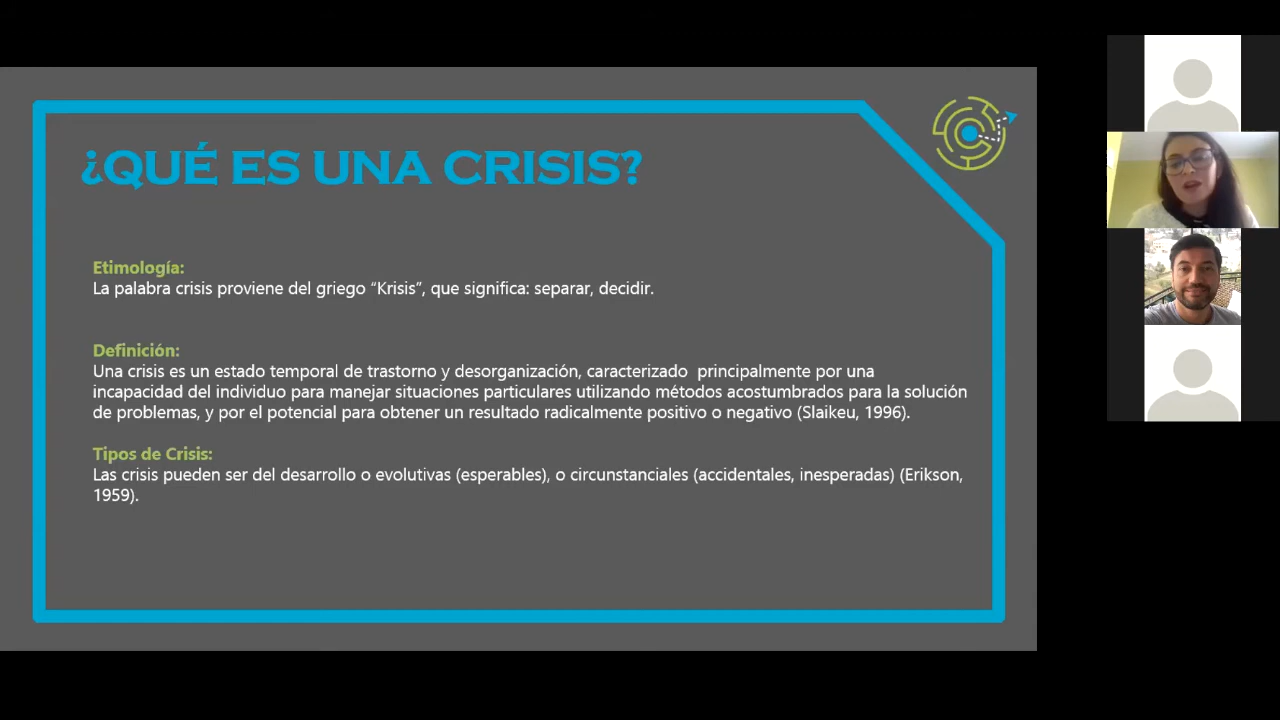 ¿QUÉ ES UNA CRISIS?
Etimología:
La palabra crisis proviene del griego “Krisis”, que significa: separar, decidir.
Definición:
Una crisis es un estado temporal de trastorno y desorganización, caracterizado  principalmente por una
incapacidad del individuo para manejar situaciones particulares utilizando métodos acostumbrados para la solución
de problemas, y por el potencial para obtener un resultado radicalmente positivo o negativo (Slaikeu, 1996).
Tipos de Crisis:
Las crisis pueden ser del desarrollo o evolutivas (esperables), o circunstanciales (accidentales, inesperadas) (Erikson,
1959).